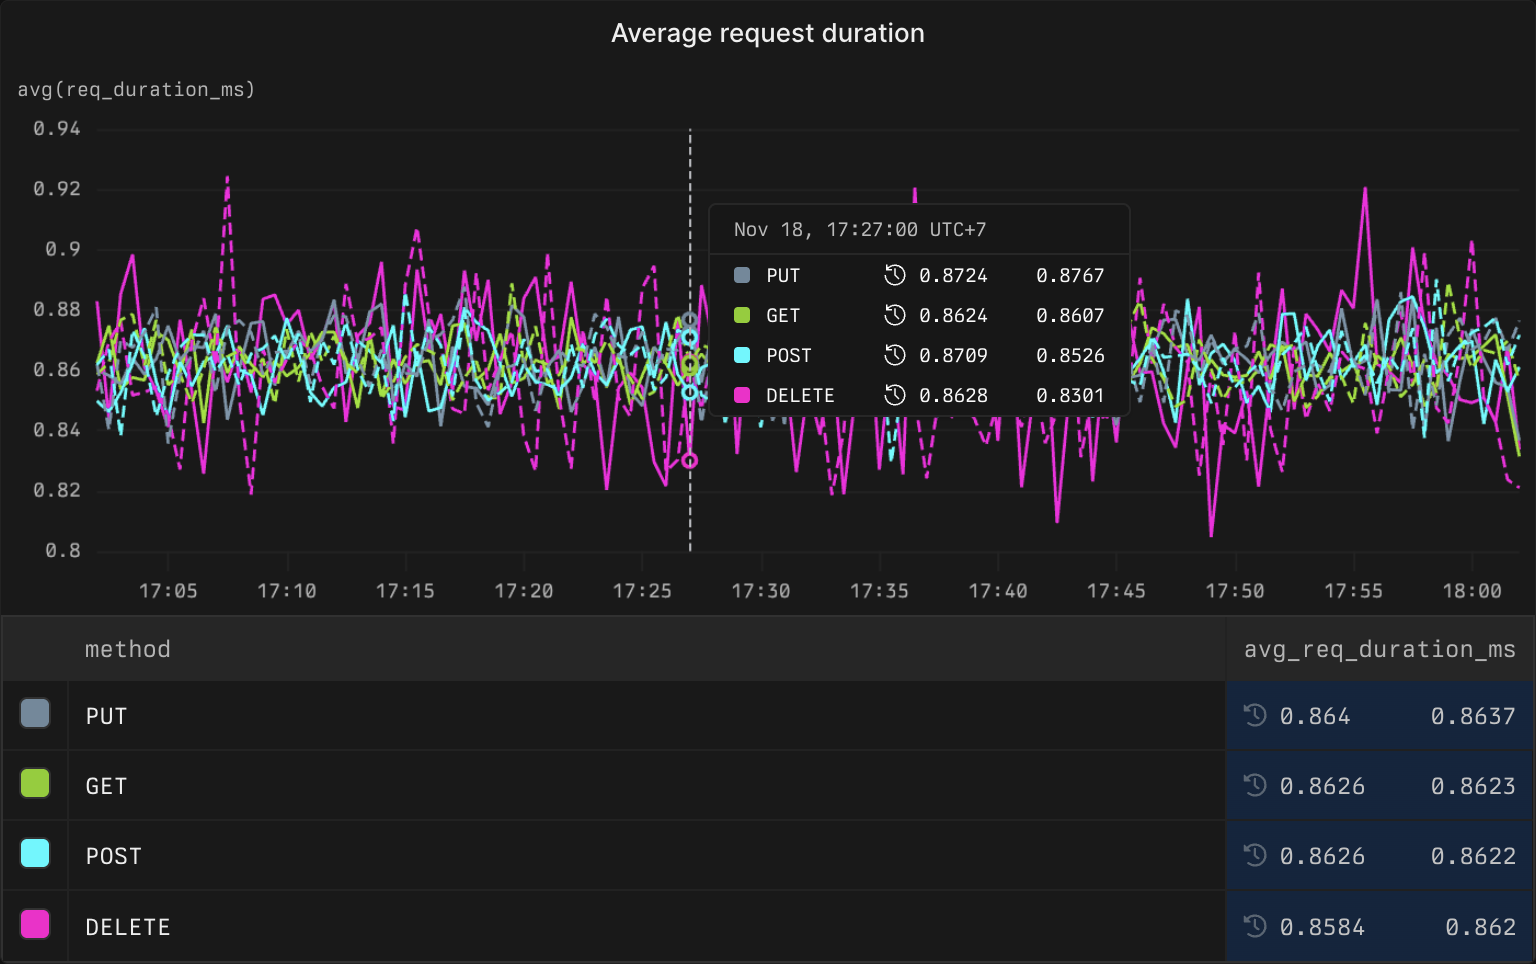 Average request duration
avg(req_duration_ms)
0.94
0.92
0.9
0.88
0.86
0.84
0.82
0.8
Nov 18, 17:27:00 UTC+7
PUT 0.8724 0.8767
GET 0.8624 0.8607
POST 0.8709 0.8526
DELETE 0.8628 0.8301
17:05 17:10 17:15 17:20 17:25 17:30 17:35 17:40 17:45 17:50 17:55 18:00
method avg_req_duration_ms
PUT 0.864 0.8637
GET 0.8626 0.8623
POST 0.8626 0.8622
DELETE 0.8584 0.862